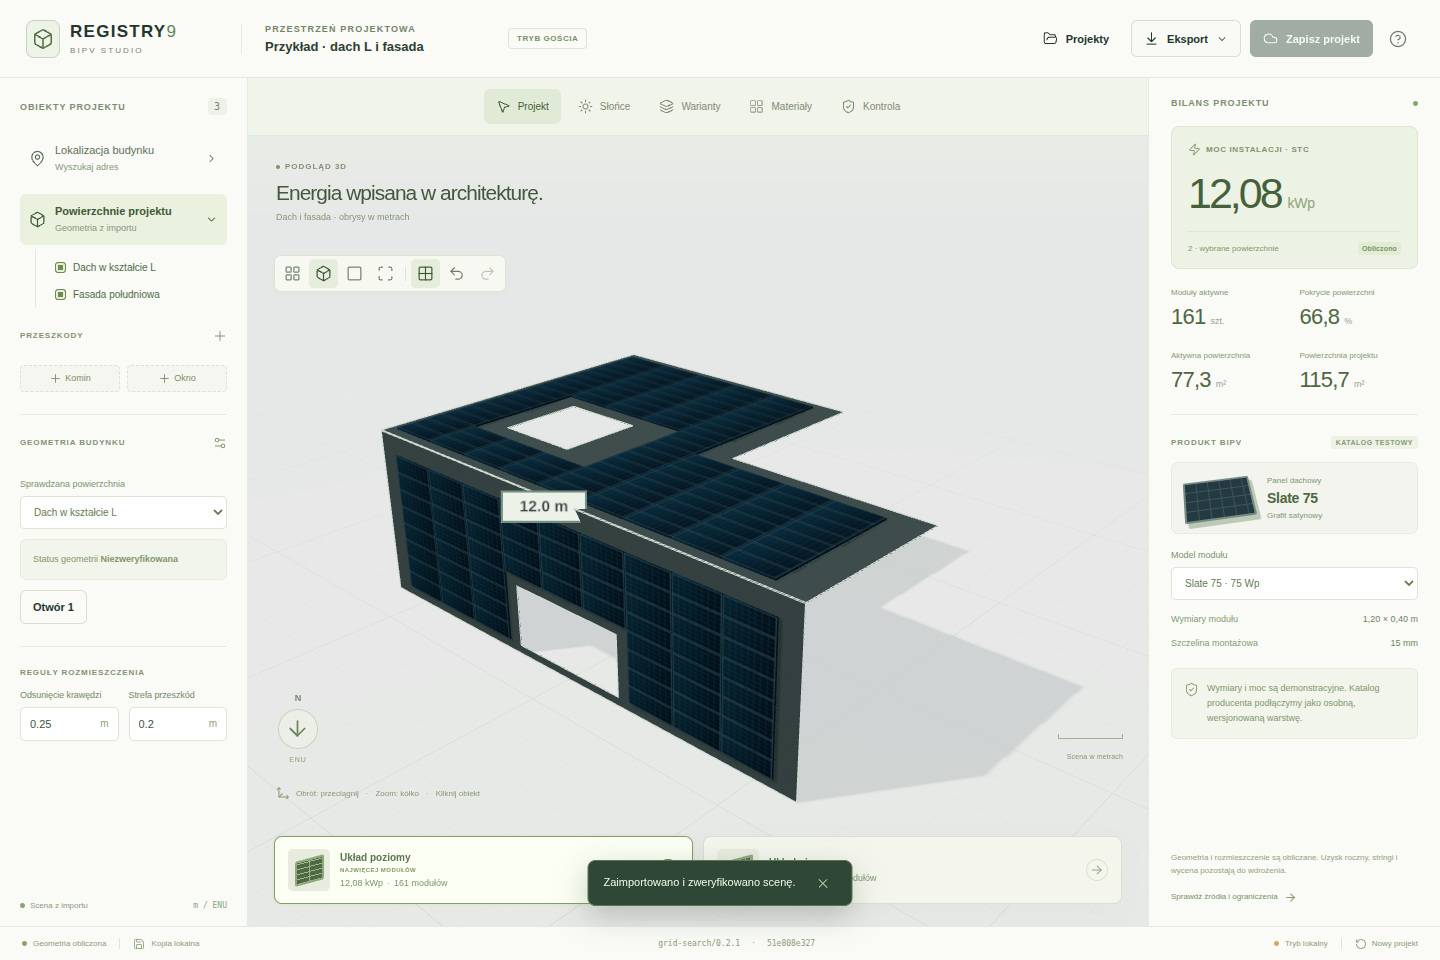 REGISTRY9
BIPV STUDIO
PRZESTRZEŃ PROJEKTOWA
Przykład · dach L i fasada
TRYB GOŚCIA
Projekty
Eksport
Zapisz projekt
OBIEKTY PROJEKTU
3
Lokalizacja budynku
Wyszukaj adres
Powierzchnie projektu
Geometria z importu
Dach w kształcie L
Fasada południowa
PRZESZKODY
Komin
Okno
GEOMETRIA BUDYNKU
Sprawdzana powierzchnia
Dach w kształcie L
Status geometrii Niezweryfikowana
Otwór 1
REGUŁY ROZMIESZCZENIA
Odsunięcie krawędzi
Strefa przeszkód
0.25 m
0.2 m
Scena z importu
m / ENU
Projekt
Słońce
Warianty
Materiały
Kontrola
PODGLĄD 3D
Energia wpisana w architekturę.
Dach i fasada · obrysy w metrach
12.0 m
N
ENU
Scena w metrach
Obrót: przeciągnij · Zoom: kółko · Kliknij obiekt
Układ poziomy
NAJWIĘCEJ MODUŁÓW
12,08 kWp · 161 modułów
Zaimportowano i zweryfikowano scenę.
BILANS PROJEKTU
MOC INSTALACJI · STC
12,08 kWp
2 · wybrane powierzchnie
Obliczono
Moduły aktywne
Pokrycie powierzchni
161 szt.
66,8 %
Aktywna powierzchnia
Powierzchnia projektu
77,3 m²
115,7 m²
PRODUKT BIPV
KATALOG TESTOWY
Panel dachowy
Slate 75
Grafit satynowy
Model modułu
Slate 75 · 75 Wp
Wymiary modułu
1,20 × 0,40 m
Szczelina montażowa
15 mm
Wymiary i moc są demonstracyjne. Katalog
producenta podłączymy jako osobną,
wersjonowaną warstwę.
Geometria i rozmieszczenie są obliczane. Uzysk roczny, stringi i
wycena pozostają do wdrożenia.
Sprawdź źródła i ograniczenia
Geometria obliczona
Kopia lokalna
grid-search/0.2.1 · 51e808e327
Tryb lokalny
Nowy projekt